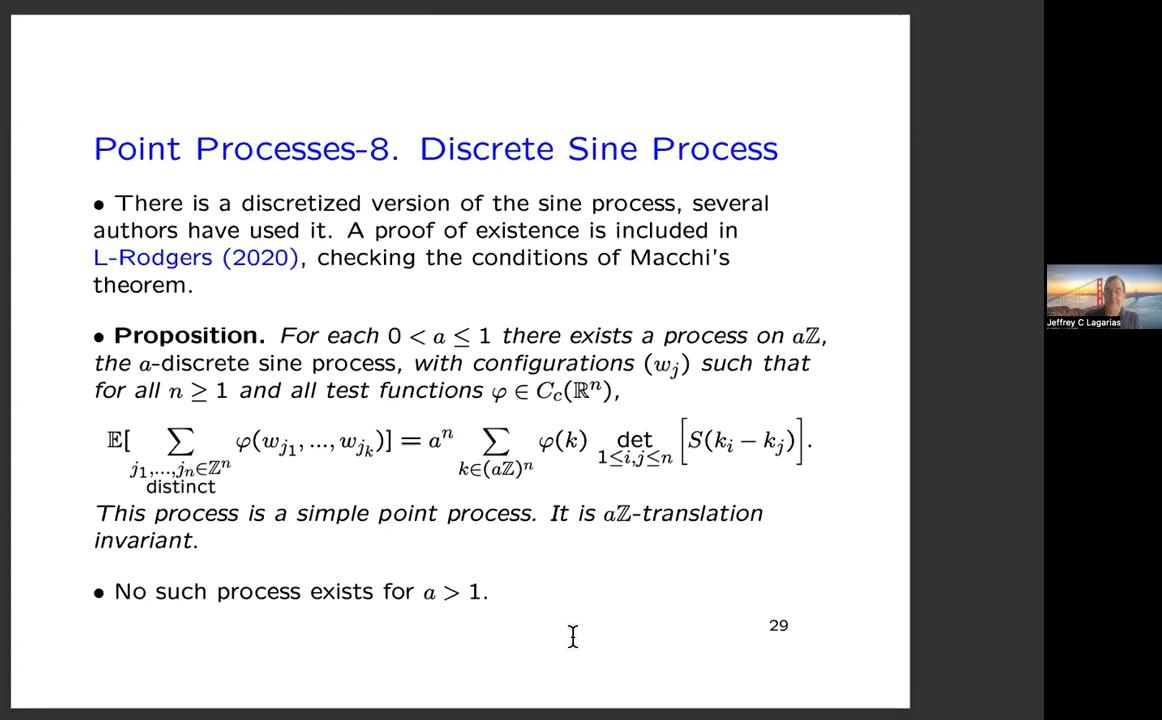 Point Processes-8. Discrete Sine Process
• There is a discretized version of the sine process, several
authors have used it. A proof of existence is included in
L-Rodgers (2020), checking the conditions of Macchi's
theorem.
• Proposition. For each 0 < a ≤ 1 there exists a process on aℤ,
the a-discrete sine process, with configurations (w_j) such that
for all n ≥ 1 and all test functions φ ∈ C_c(ℝ^n),
𝔼[ ∑_{j_1,...,j_n∈ℤ^n distinct} φ(w_{j_1}, ..., w_{j_k})] = a^n ∑_{k∈(aℤ)^n} φ(k) det_{1≤i,j≤n} [S(k_i − k_j)].
This process is a simple point process. It is aℤ-translation
invariant.
• No such process exists for a > 1.
29
Jeffrey C Lagarias